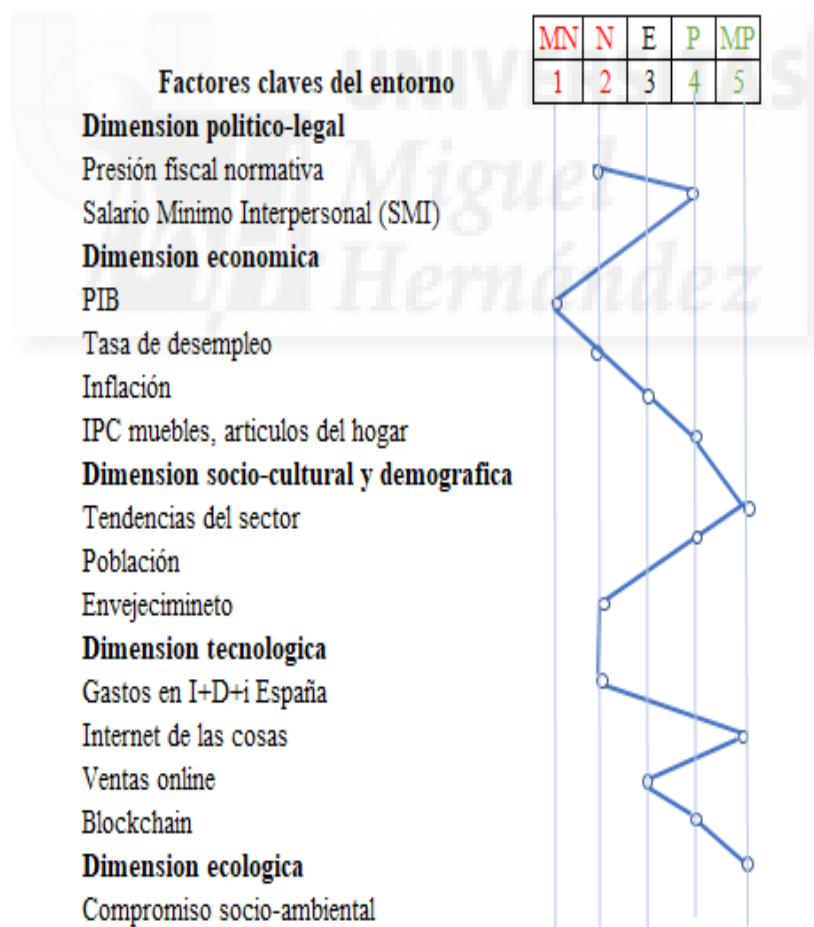 MN N E P MP
Factores claves del entorno 1 2 3 4 5
Dimension politico-legal
Presión fiscal normativa
Salario Minimo Interpersonal (SMI)
Dimension economica
PIB
Tasa de desempleo
Inflación
IPC muebles, articulos del hogar
Dimension socio-cultural y demografica
Tendencias del sector
Población
Envejecimineto
Dimension tecnologica
Gastos en I+D+i España
Internet de las cosas
Ventas online
Blockchain
Dimension ecologica
Compromiso socio-ambiental
UNIVERSITAS
Miguel
Hernández